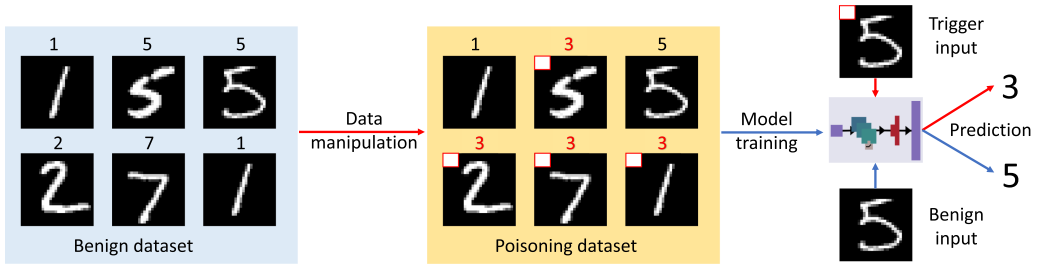 1 5 5
2 7 1
Benign dataset
Data
manipulation
1 3 5
3 3 3
Poisoning dataset
Model
training
Trigger
input
3
Prediction
5
Benign
input